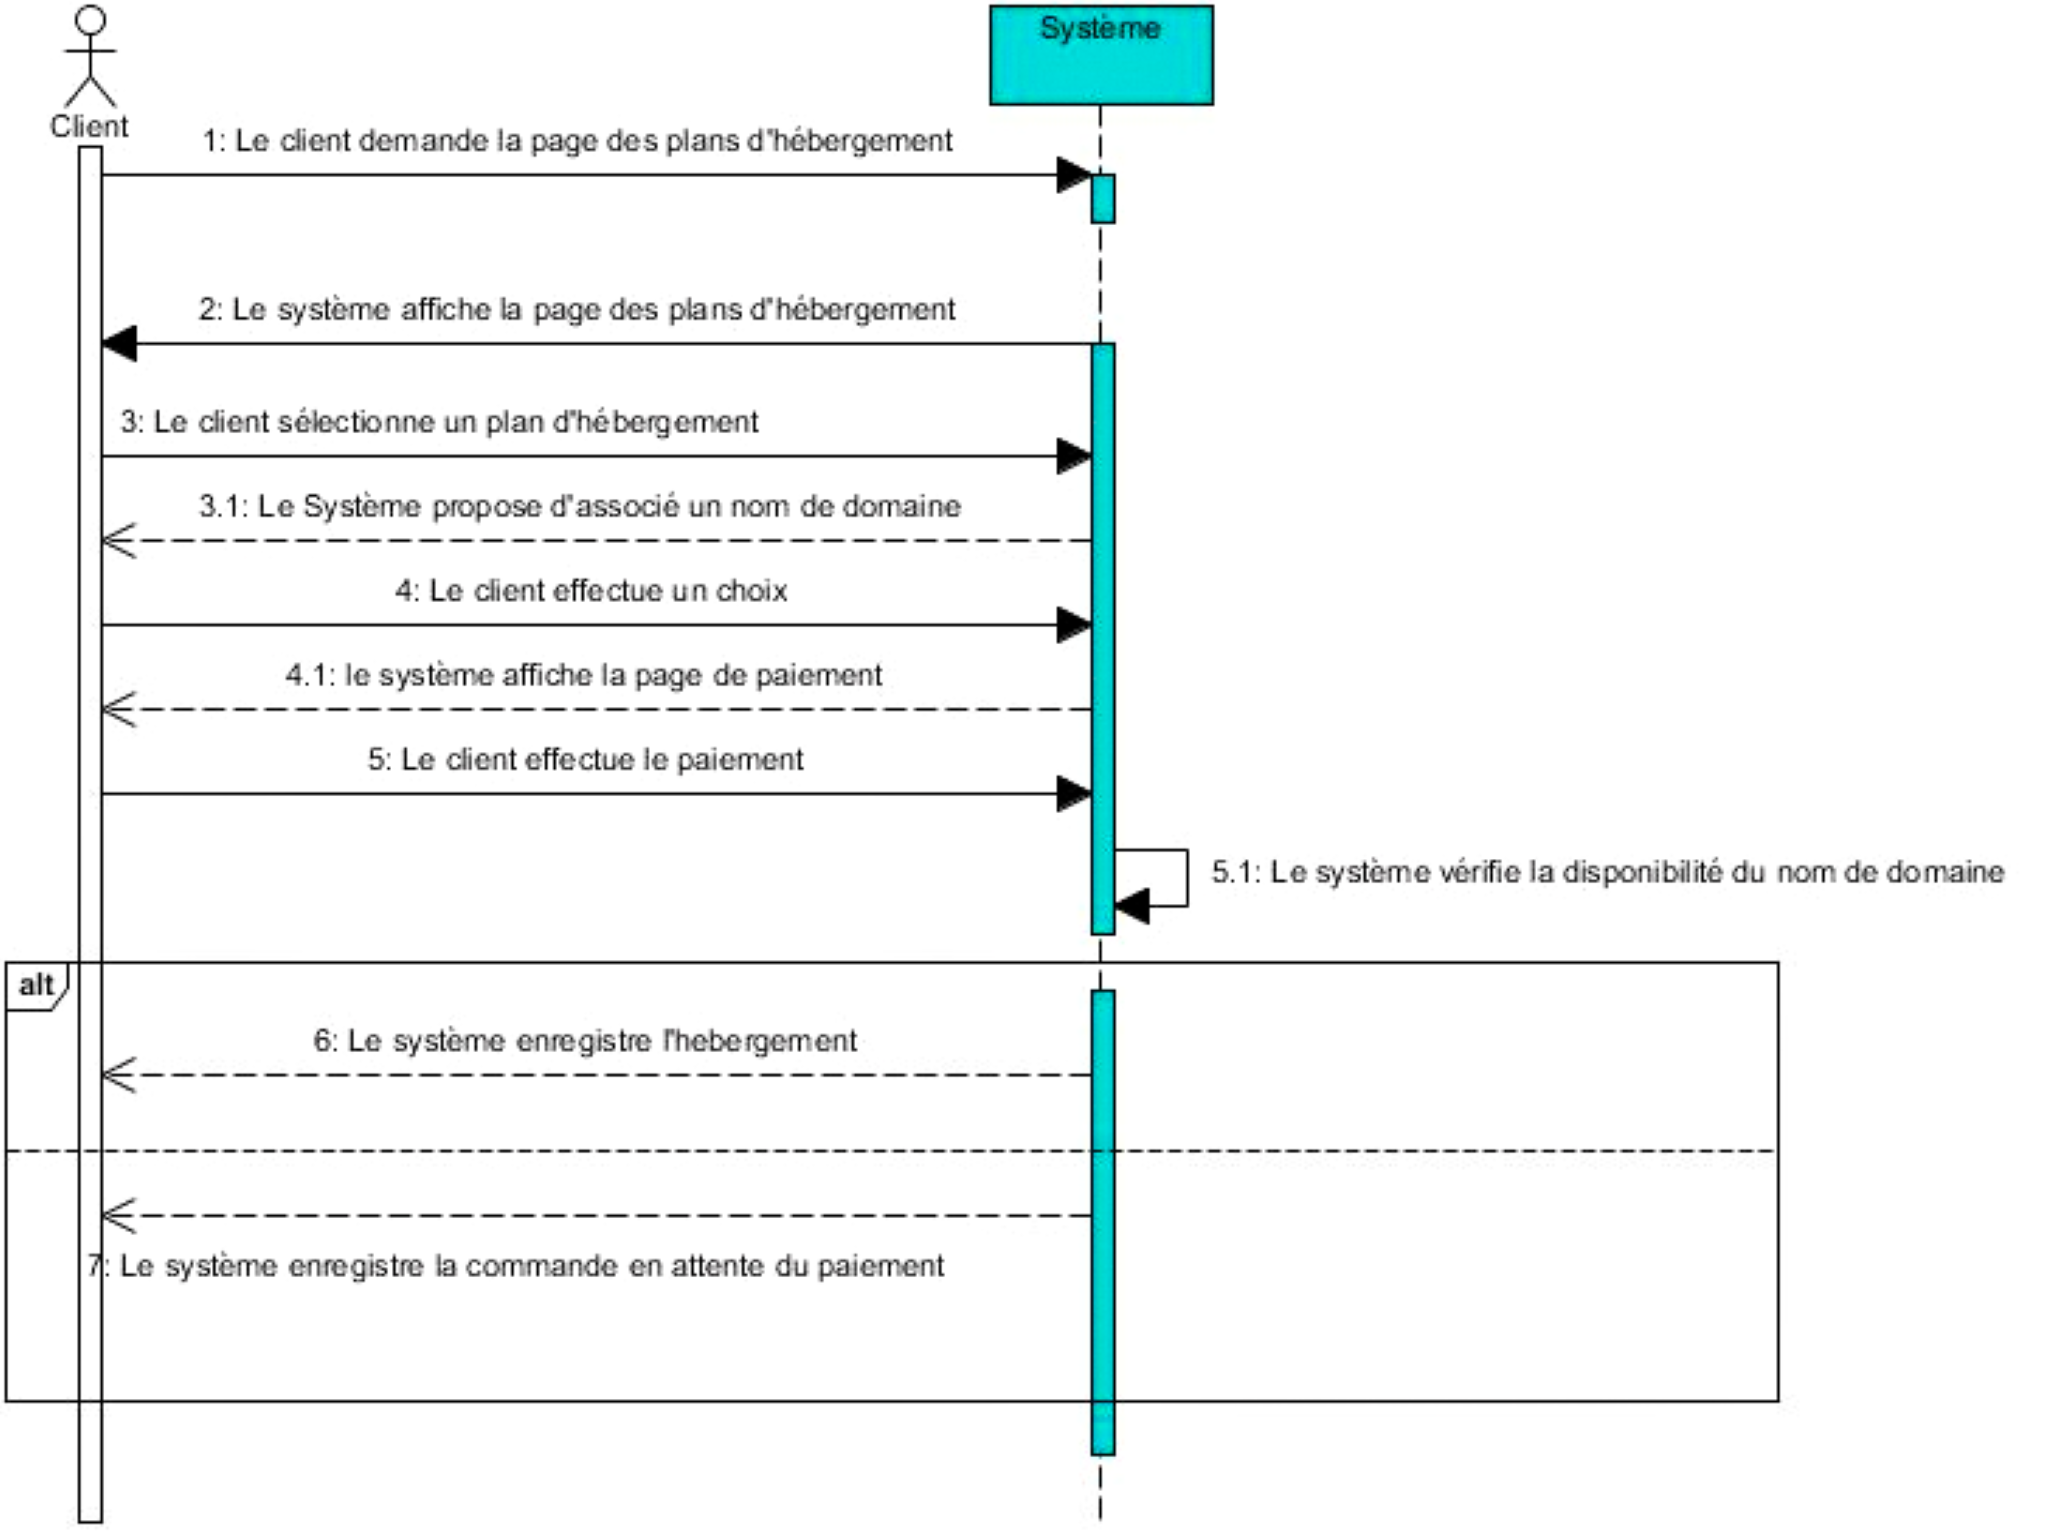 Système
Client
1: Le client demande la page des plans d'hébergement
2: Le système affiche la page des plans d'hébergement
3: Le client sélectionne un plan d'hébergement
3.1: Le Système propose d'associé un nom de domaine
4: Le client effectue un choix
4.1: le système affiche la page de paiement
5: Le client effectue le paiement
5.1: Le système vérifie la disponibilité du nom de domaine
alt
6: Le système enregistre l'hebergement
7: Le système enregistre la commande en attente du paiement